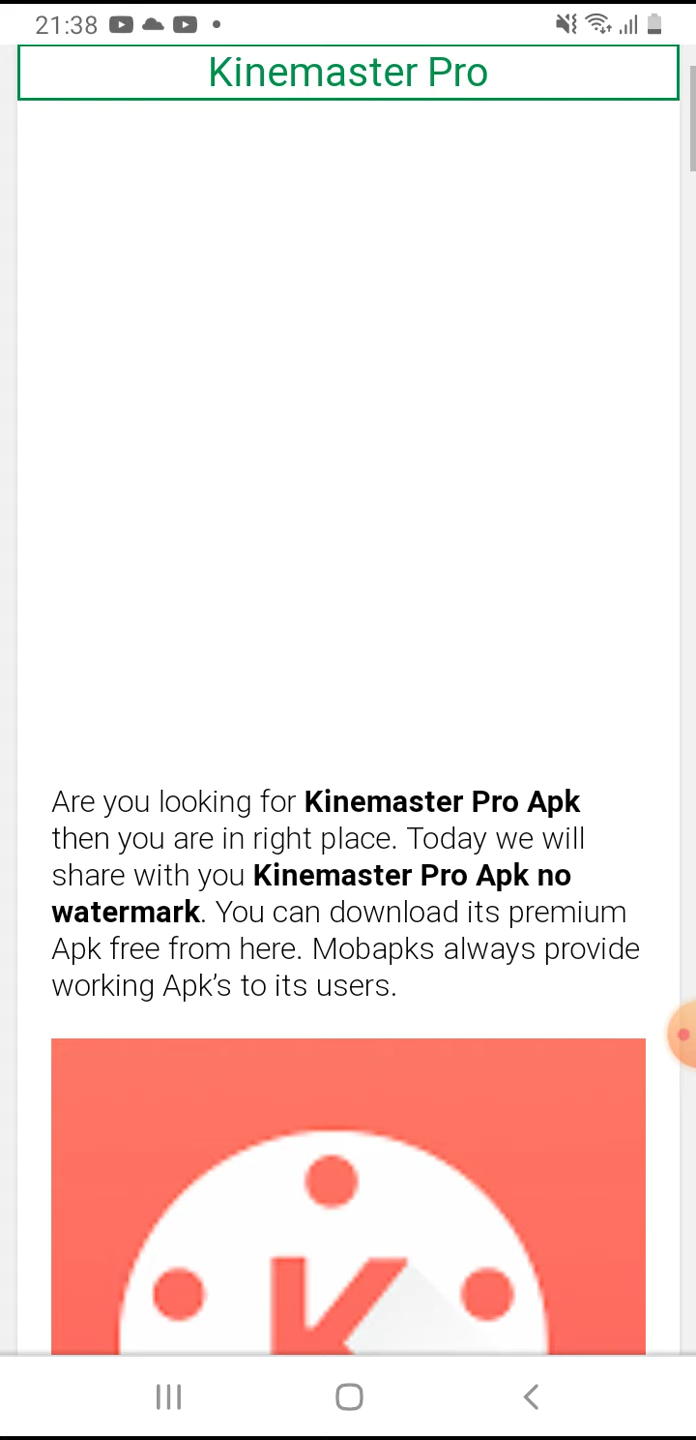 21:38
Kinemaster Pro
Are you looking for Kinemaster Pro Apk
then you are in right place. Today we will
share with you Kinemaster Pro Apk no
watermark. You can download its premium
Apk free from here. Mobapks always provide
working Apk’s to its users.
K